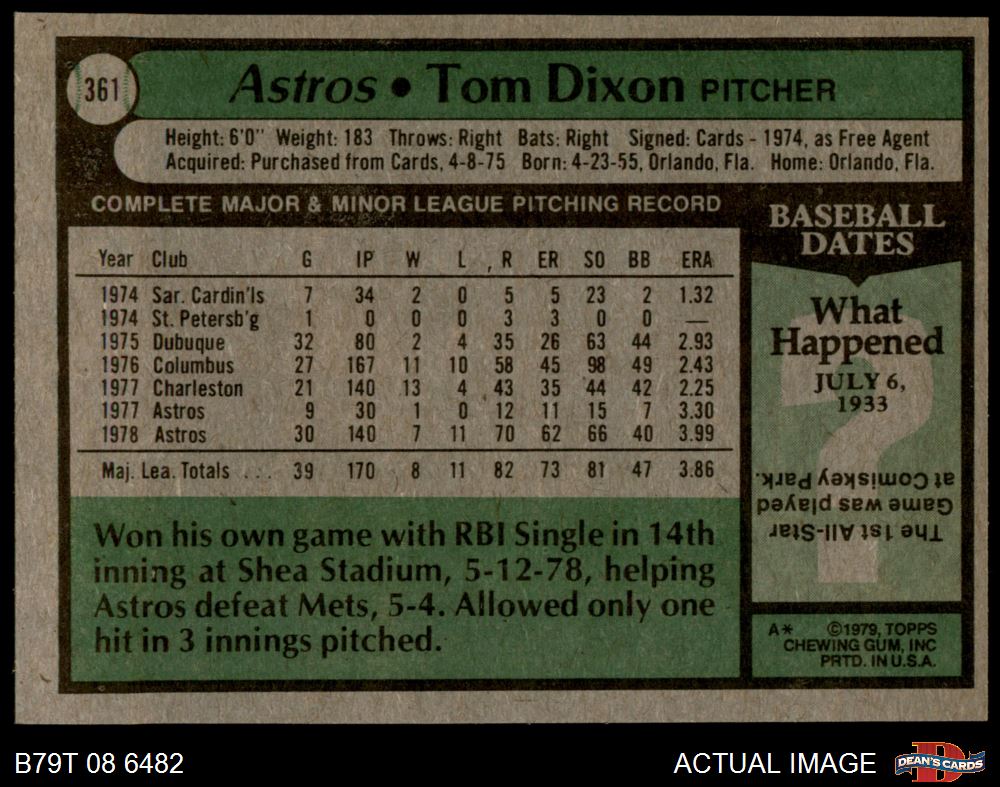 361
Astros • Tom Dixon PITCHER
Height: 6'0" Weight: 183 Throws: Right Bats: Right Signed: Cards - 1974, as Free Agent
Acquired: Purchased from Cards, 4-8-75 Born: 4-23-55, Orlando, Fla. Home: Orlando, Fla.
COMPLETE MAJOR & MINOR LEAGUE PITCHING RECORD
Year Club G IP W L R ER SO BB ERA
1974 Sar. Cardin'ls 7 34 2 0 5 5 23 2 1.32
1974 St. Petersb'g 1 0 0 0 3 3 0 0 —
1975 Dubuque 32 80 2 4 35 26 63 44 2.93
1976 Columbus 27 167 11 10 58 45 98 49 2.43
1977 Charleston 21 140 13 4 43 35 44 42 2.25
1977 Astros 9 30 1 0 12 11 15 7 3.30
1978 Astros 30 140 7 11 70 62 66 40 3.99
Maj. Lea. Totals ... 39 170 8 11 82 73 81 47 3.86
Won his own game with RBI Single in 14th
inning at Shea Stadium, 5-12-78, helping
Astros defeat Mets, 5-4. Allowed only one
hit in 3 innings pitched.
BASEBALL
DATES
What
Happened
JULY 6,
1933
?
The 1st All-Star
Game was played
at Comiskey Park.
A* ©1979, TOPPS
CHEWING GUM, INC
PRTD. IN U.S.A.
B79T 08 6482
ACTUAL IMAGE
D
DEAN'S CARDS